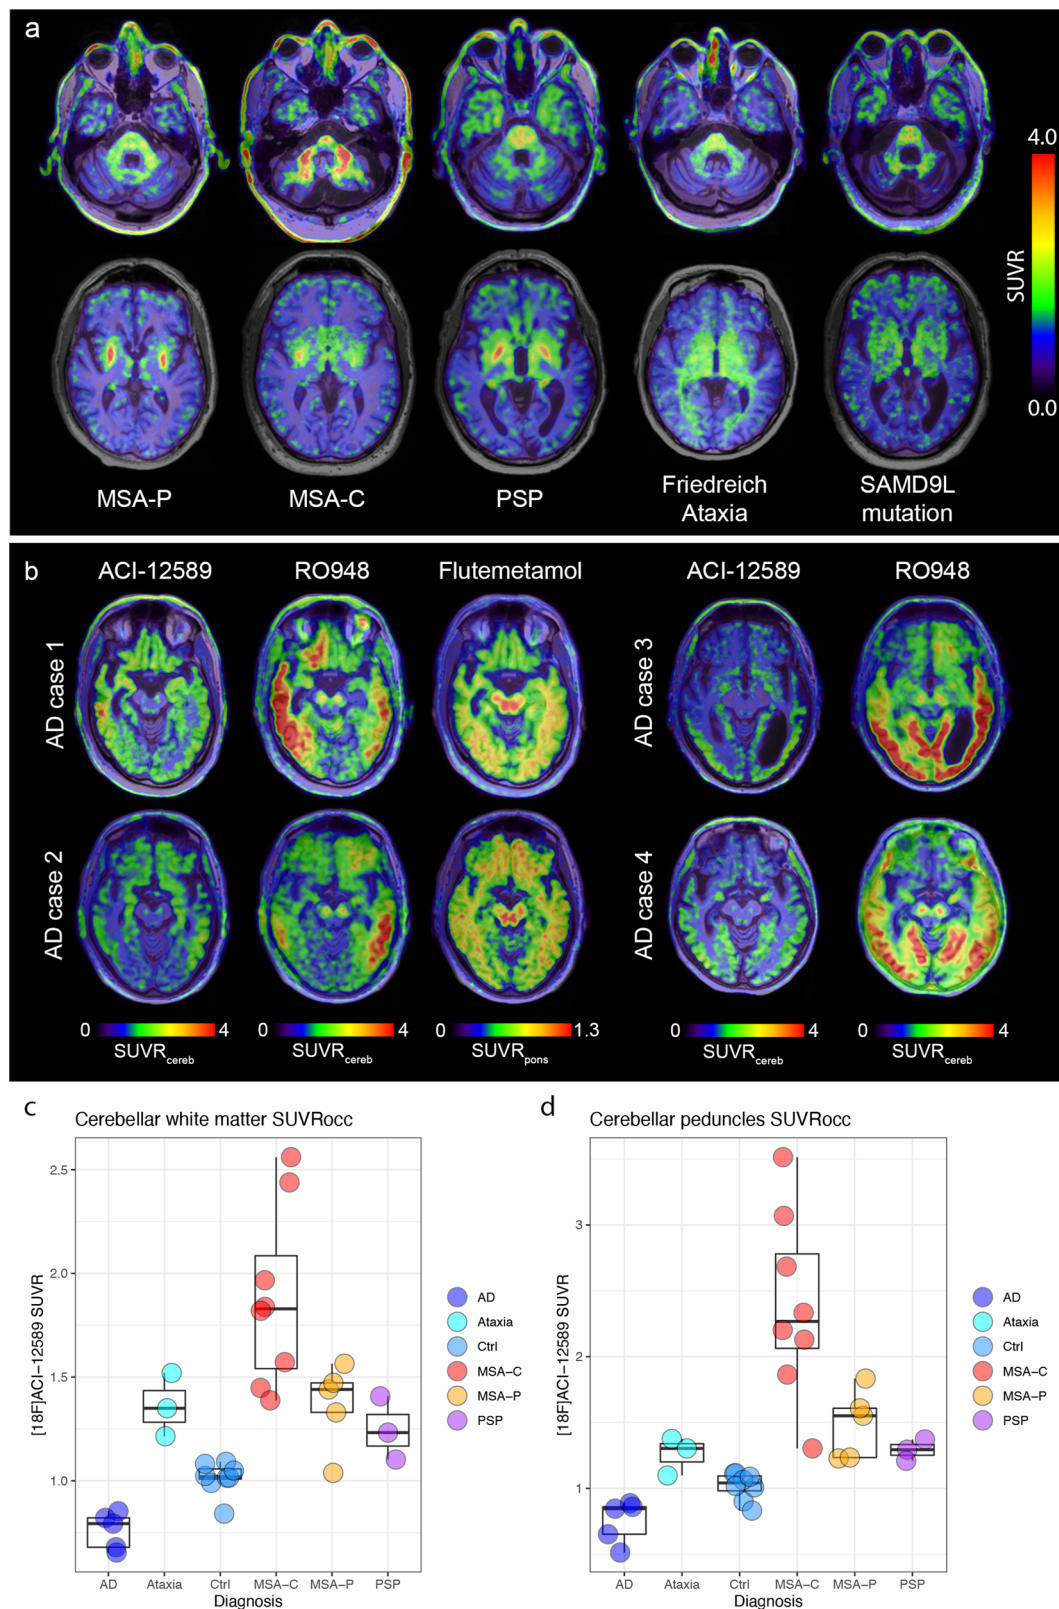 a
4.0
SUVR
0.0
MSA-P
MSA-C
PSP
Friedreich
Ataxia
SAMD9L
mutation
b
ACI-12589
RO948
Flutemetamol
ACI-12589
RO948
AD case 1
AD case 3
AD case 2
AD case 4
0 4
SUVRcereb
0 4
SUVRcereb
0 1.3
SUVRpons
0 4
SUVRcereb
0 4
SUVRcereb
c
Cerebellar white matter SUVRocc
[18F]ACI−12589 SUVR
2.5
2.0
1.5
1.0
AD
Ataxia
Ctrl
MSA−C
MSA−P
PSP
Diagnosis
AD
Ataxia
Ctrl
MSA−C
MSA−P
PSP
d
Cerebellar peduncles SUVRocc
[18F]ACI−12589 SUVR
3
2
1
AD
Ataxia
Ctrl
MSA−C
MSA−P
PSP
Diagnosis
AD
Ataxia
Ctrl
MSA−C
MSA−P
PSP